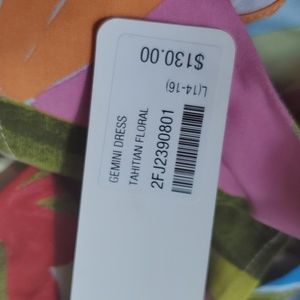 GEMINI DRESS
TAHITIAN FLORAL
2FJ2390801
L(14-16)
$130.00